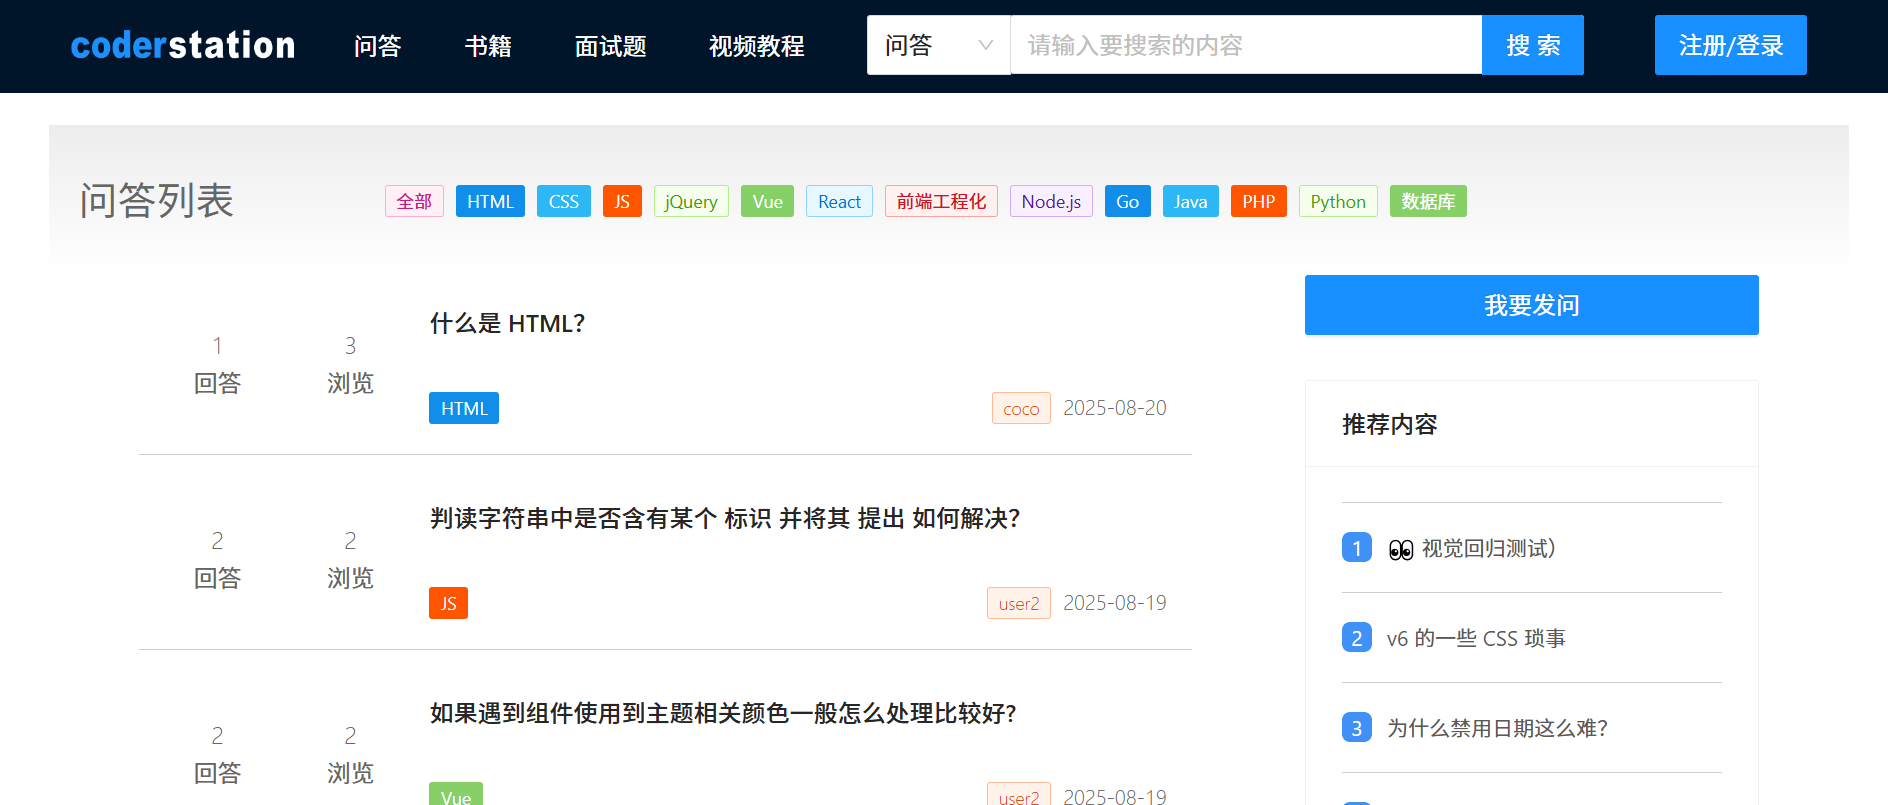 coderstation 问答 书籍 面试题 视频教程 问答 请输入要搜索的内容 搜 索 注册/登录
问答列表 全部 HTML CSS JS jQuery Vue React 前端工程化 Node.js Go Java PHP Python 数据库
什么是 HTML?
1 3
回答 浏览
HTML coco 2025-08-20
判读字符串中是否含有某个 标识 并将其 提出 如何解决?
2 2
回答 浏览
JS user2 2025-08-19
如果遇到组件使用到主题相关颜色一般怎么处理比较好?
2 2
回答 浏览
Vue user2 2025-08-19
我要发问
推荐内容
1 👀 视觉回归测试）
2 v6 的一些 CSS 琐事
3 为什么禁用日期这么难?